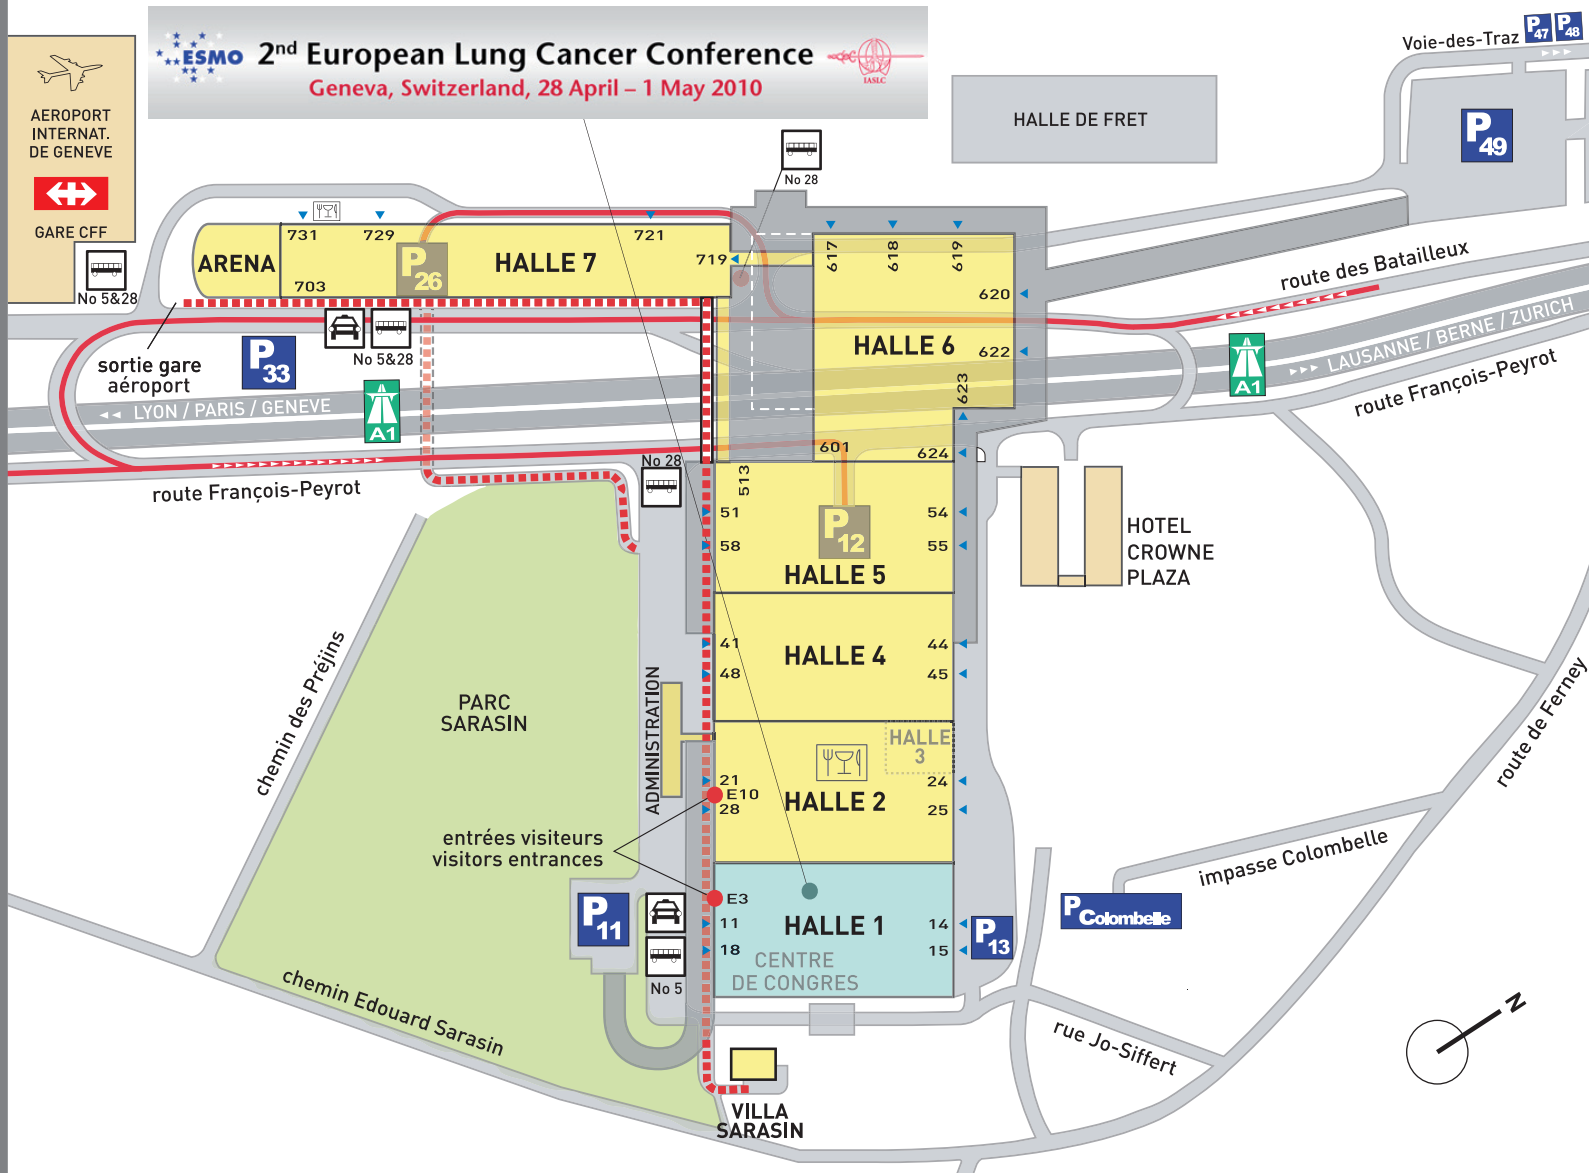 ESMO 2nd European Lung Cancer Conference
Geneva, Switzerland, 28 April – 1 May 2010
IASLC
Voie-des-Traz P47 P48
AEROPORT
INTERNAT.
DE GENEVE
GARE CFF
No 5&28
HALLE DE FRET
P49
No 28
731
729
721
719
703
ARENA
P26
HALLE 7
617
618
619
620
622
623
624
601
HALLE 6
route des Batailleux
LAUSANNE / BERNE / ZURICH
A1
route François-Peyrot
sortie gare
aéroport
P33
No 5&28
LYON / PARIS / GENEVE
A1
route François-Peyrot
No 28
513
51
58
54
55
P12
HALLE 5
HOTEL
CROWNE
PLAZA
41
48
44
45
HALLE 4
chemin des Préjins
PARC
SARASIN
ADMINISTRATION
HALLE
3
21
E10
28
24
25
HALLE 2
route de Ferney
entrées visiteurs
visitors entrances
impasse Colombelle
P Colombelle
E3
11
18
14
15
HALLE 1
CENTRE
DE CONGRES
P11
P13
No 5
chemin Edouard Sarasin
rue Jo-Siffert
N
VILLA
SARASIN